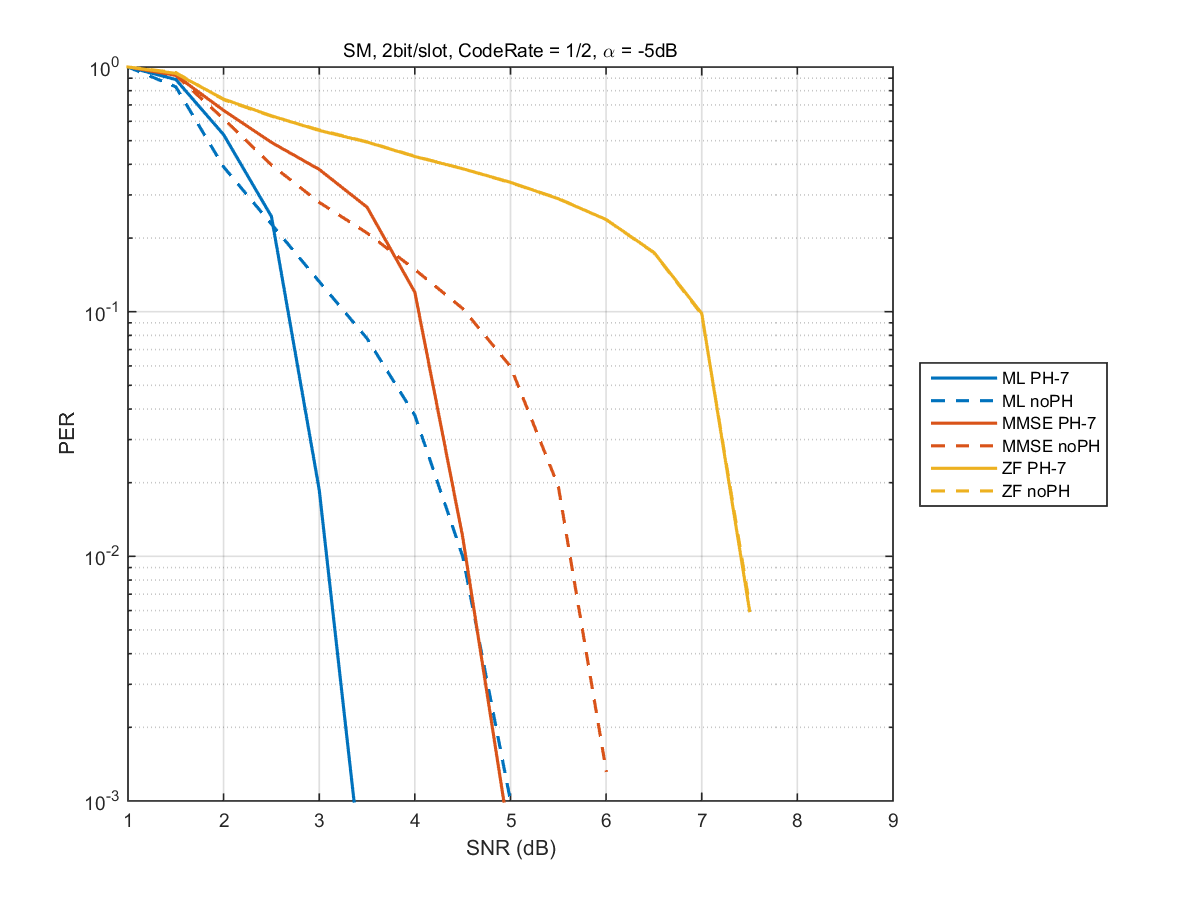 SM, 2bit/slot, CodeRate = 1/2, α = -5dB
10^0
10^-1
10^-2
10^-3
PER
1 2 3 4 5 6 7 8 9
SNR (dB)
ML PH-7
ML noPH
MMSE PH-7
MMSE noPH
ZF PH-7
ZF noPH